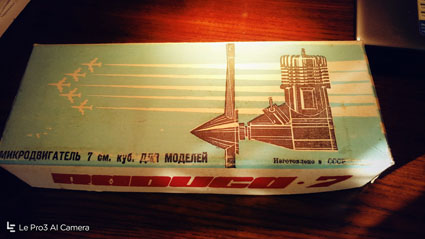 МИКРОДВИГАТЕЛЬ 7 см. куб. ДЛЯ МОДЕЛЕЙ
Изготовлено в СССР
РАДУГА-7
Le Pro3 AI Camera